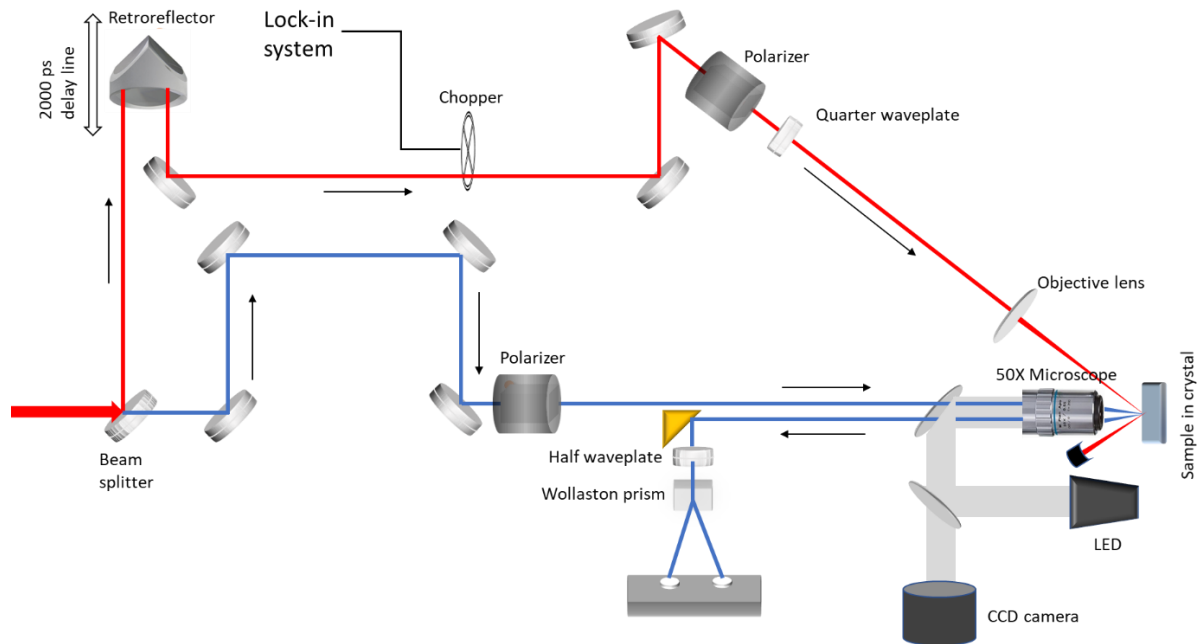 Retroreflector
2000 ps
delay line
Lock-in
system
Chopper
Polarizer
Quarter waveplate
Objective lens
Polarizer
50X Microscope
Sample in crystal
Beam
splitter
Half waveplate
Wollaston prism
LED
CCD camera